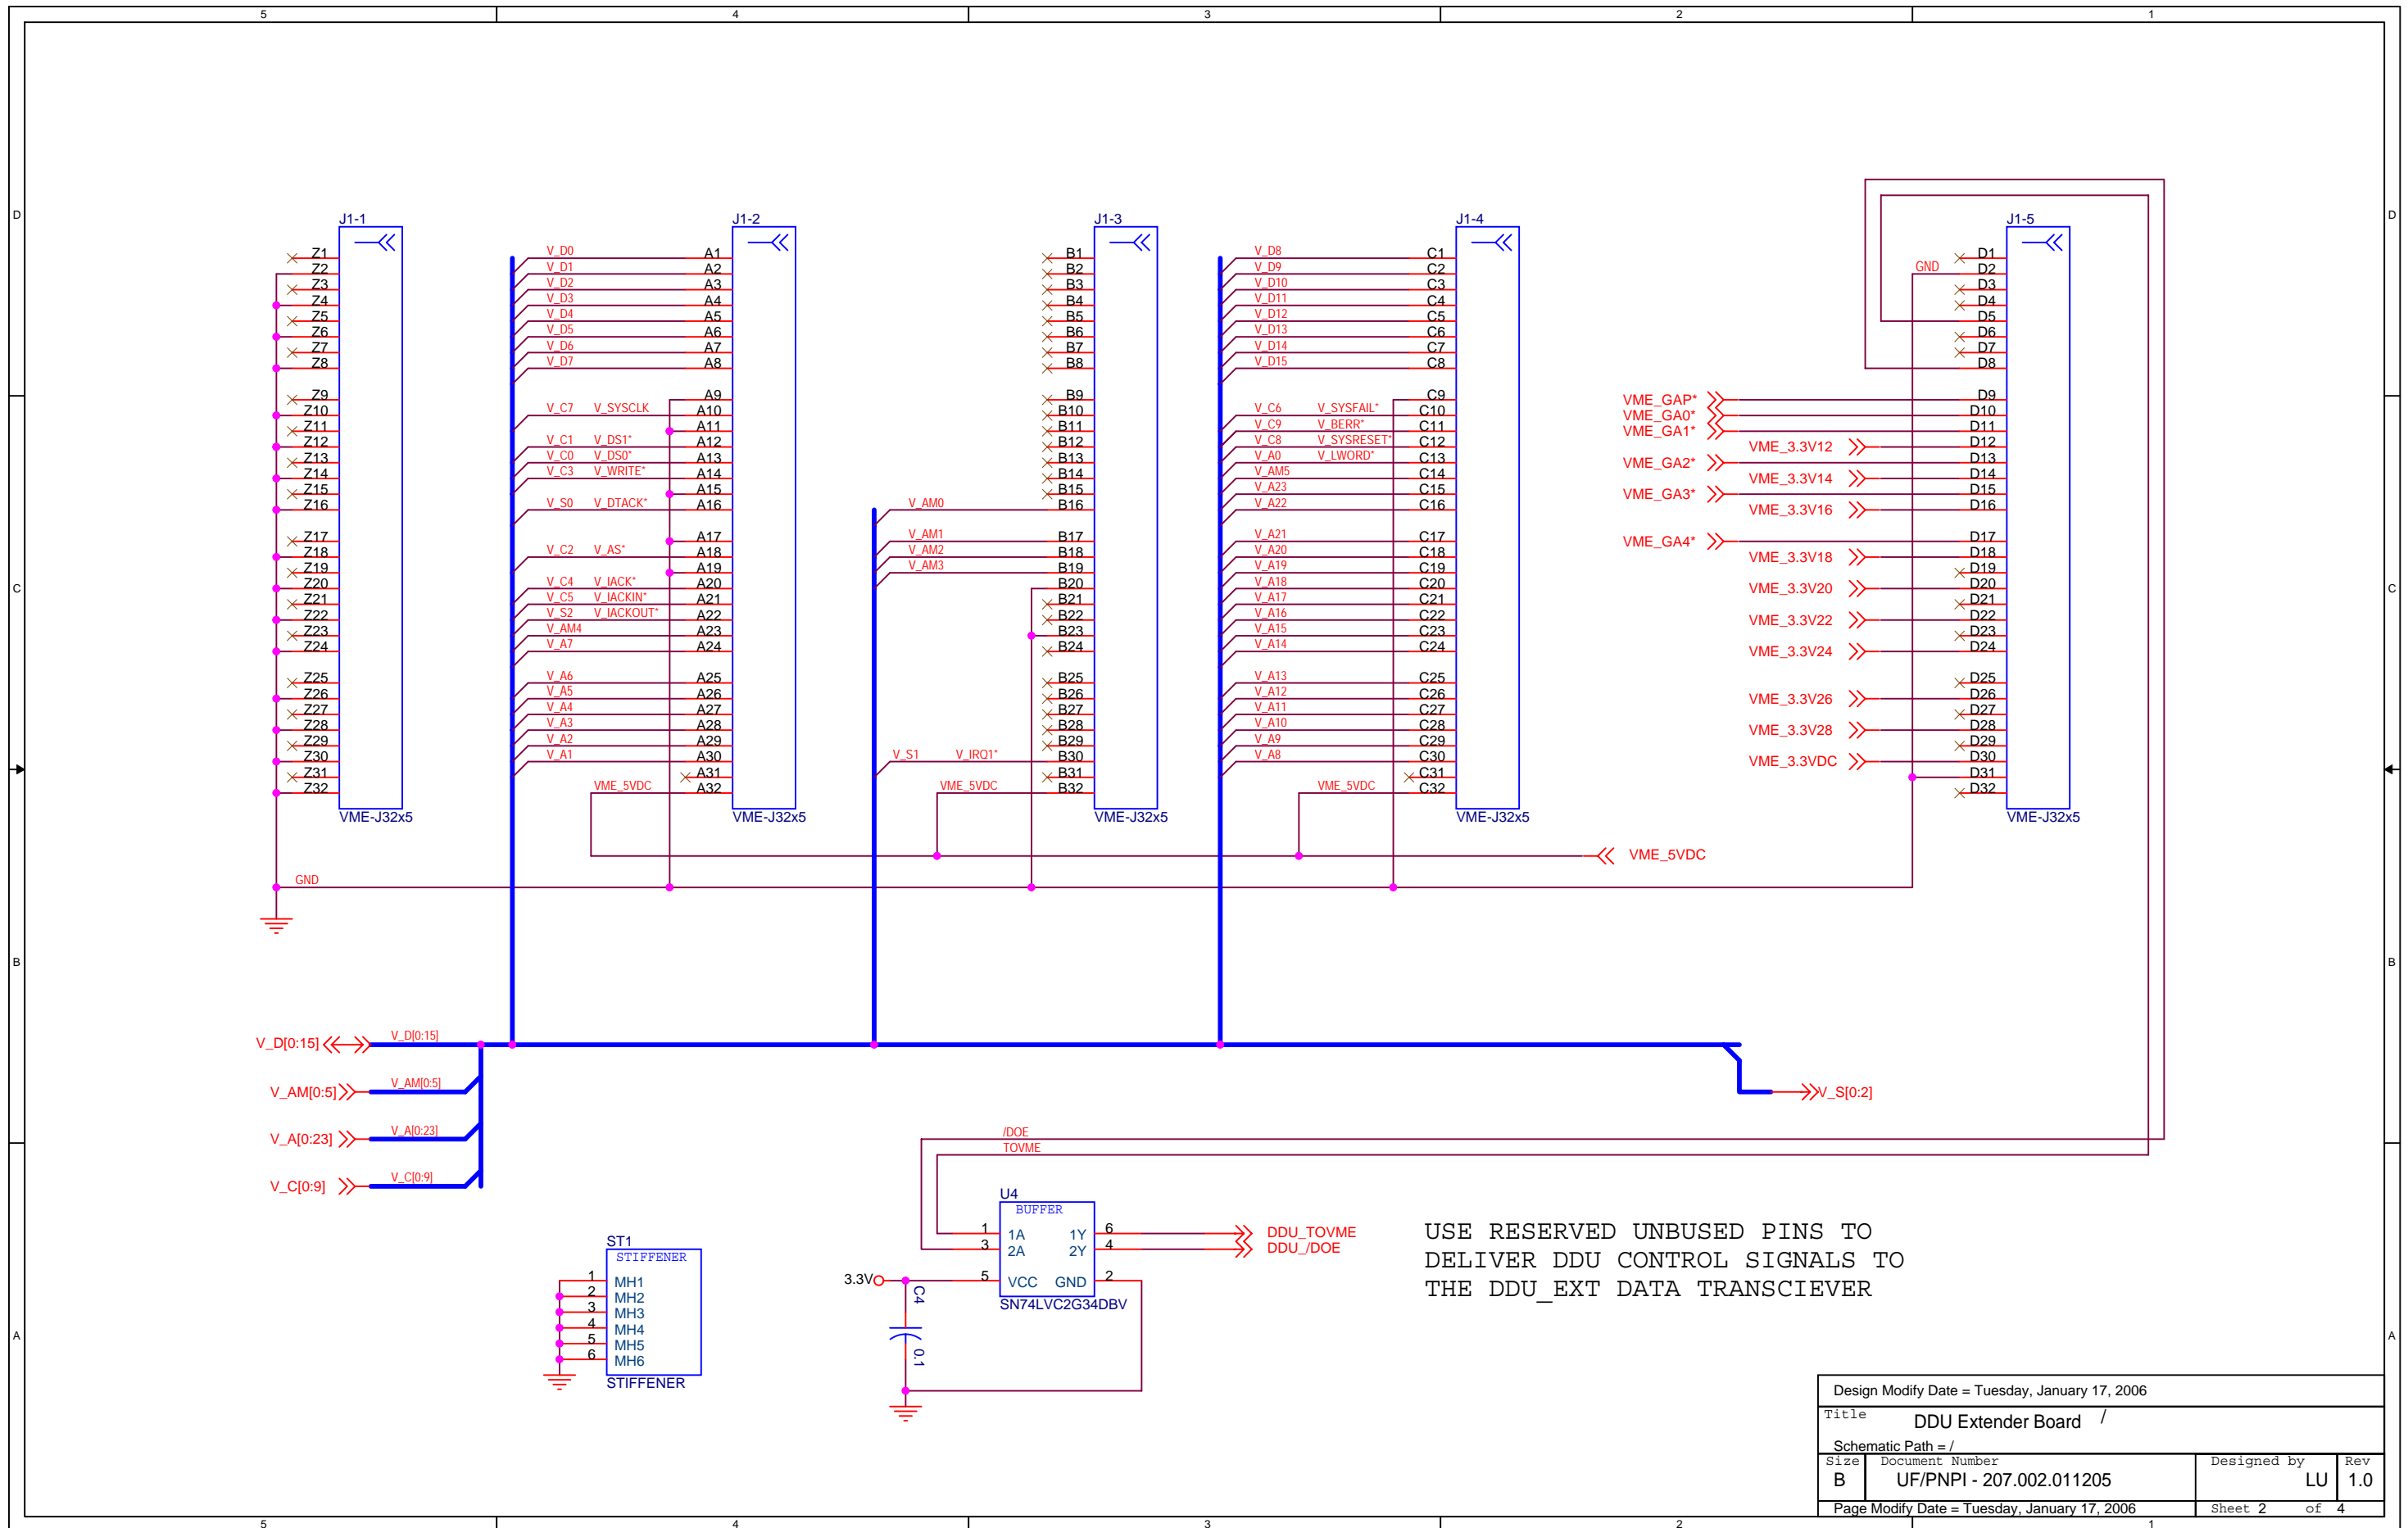 5 4 3 2 1
D D
C C
B B
A A
J1-1
Z1
Z2
Z3
Z4
Z5
Z6
Z7
Z8
Z9
Z10
Z11
Z12
Z13
Z14
Z15
Z16
Z17
Z18
Z19
Z20
Z21
Z22
Z23
Z24
Z25
Z26
Z27
Z28
Z29
Z30
Z31
Z32
VME-J32x5
GND
J1-2
V_D0 A1
V_D1 A2
V_D2 A3
V_D3 A4
V_D4 A5
V_D5 A6
V_D6 A7
V_D7 A8
A9
V_C7 V_SYSCLK A10
A11
V_C1 V_DS1* A12
V_C0 V_DS0* A13
V_C3 V_WRITE* A14
A15
V_S0 V_DTACK* A16
A17
V_C2 V_AS* A18
A19
V_C4 V_IACK* A20
V_C5 V_IACKIN* A21
V_S2 V_IACKOUT* A22
V_AM4 A23
V_A7 A24
V_A6 A25
V_A5 A26
V_A4 A27
V_A3 A28
V_A2 A29
V_A1 A30
A31
VME_5VDC A32
VME-J32x5
J1-3
B1
B2
B3
B4
B5
B6
B7
B8
B9
B10
B11
B12
B13
B14
B15
V_AM0 B16
V_AM1 B17
V_AM2 B18
V_AM3 B19
B20
B21
B22
B23
B24
B25
B26
B27
B28
B29
V_S1 V_IRQ1* B30
B31
VME_5VDC B32
VME-J32x5
J1-4
V_D8 C1
V_D9 C2
V_D10 C3
V_D11 C4
V_D12 C5
V_D13 C6
V_D14 C7
V_D15 C8
C9
V_C6 V_SYSFAIL* C10
V_C9 V_BERR* C11
V_C8 V_SYSRESET* C12
V_A0 V_LWORD* C13
V_AM5 C14
V_A23 C15
V_A22 C16
V_A21 C17
V_A20 C18
V_A19 C19
V_A18 C20
V_A17 C21
V_A16 C22
V_A15 C23
V_A14 C24
V_A13 C25
V_A12 C26
V_A11 C27
V_A10 C28
V_A9 C29
V_A8 C30
C31
VME_5VDC C32
VME-J32x5
VME_5VDC
J1-5
D1
GND D2
D3
D4
D5
D6
D7
D8
VME_GAP* D9
VME_GA0* D10
VME_GA1* D11
VME_3.3V12 D12
VME_GA2* D13
VME_3.3V14 D14
VME_GA3* D15
VME_3.3V16 D16
VME_GA4* D17
VME_3.3V18 D18
D19
VME_3.3V20 D20
D21
VME_3.3V22 D22
D23
VME_3.3V24 D24
D25
VME_3.3V26 D26
D27
VME_3.3V28 D28
D29
VME_3.3VDC D30
D31
D32
VME-J32x5
V_D[0:15] V_D[0:15]
V_AM[0:5] V_AM[0:5]
V_A[0:23] V_A[0:23]
V_C[0:9] V_C[0:9]
V_S[0:2]
/DOE
TOVME
ST1
STIFFENER
1 MH1
2 MH2
3 MH3
4 MH4
5 MH5
6 MH6
STIFFENER
U4
BUFFER
1 1A 1Y 6 DDU_TOVME
3 2A 2Y 4 DDU_/DOE
3.3V 5 VCC GND 2
SN74LVC2G34DBV
C4
0.1
USE RESERVED UNBUSED PINS TO
DELIVER DDU CONTROL SIGNALS TO
THE DDU_EXT DATA TRANSCIEVER
Design Modify Date = Tuesday, January 17, 2006
Title DDU Extender Board /
Schematic Path = /
Size Document Number Designed by Rev
B UF/PNPI - 207.002.011205 LU 1.0
Page Modify Date = Tuesday, January 17, 2006 Sheet 2 of 4
5 4 3 2 1